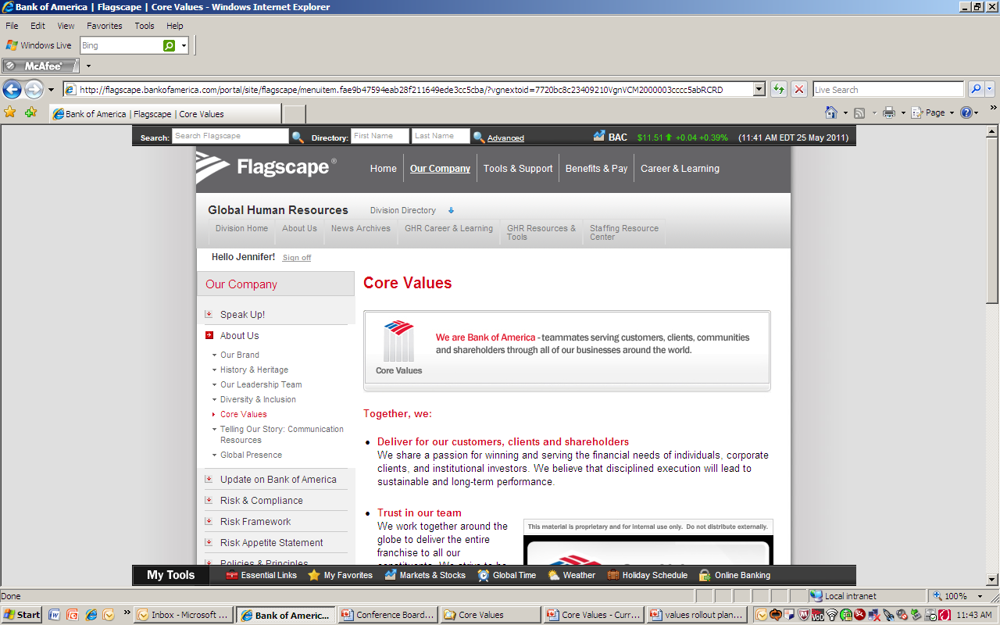 Bank of America | Flagscape | Core Values - Windows Internet Explorer
File Edit View Favorites Tools Help
Windows Live Bing
McAfee
http://flagscape.bankofamerica.com/portal/site/flagscape/menuitem.fae9b47594eab28f211649ede3cc5cba/?vgnextoid=7720bc8c23409210VgnVCM2000003cccc5abRCRD Live Search
Bank of America | Flagscape | Core Values Page
Search: Search Flagscape Directory: First Name Last Name Advanced BAC $11.51 +0.04 +0.39% (11:41 AM EDT 25 May 2011)
Flagscape® Home Our Company Tools & Support Benefits & Pay Career & Learning
Global Human Resources Division Directory
Division Home About Us News Archives GHR Career & Learning GHR Resources & Tools Staffing Resource Center
Hello Jennifer! Sign off
Our Company
Speak Up!
About Us
Our Brand
History & Heritage
Our Leadership Team
Diversity & Inclusion
Core Values
Telling Our Story: Communication
Resources
Global Presence
Update on Bank of America
Risk & Compliance
Risk Framework
Risk Appetite Statement
Policies & Principles
Core Values
We are Bank of America - teammates serving customers, clients, communities
and shareholders through all of our businesses around the world.
Core Values
Together, we:
Deliver for our customers, clients and shareholders
We share a passion for winning and serving the financial needs of individuals, corporate
clients, and institutional investors. We believe that disciplined execution will lead to
sustainable and long-term performance.
Trust in our team
We work together around the
globe to deliver the entire
franchise to all our
constituents. We strive to be
This material is proprietary and for internal use only. Do not distribute externally.
My Tools Essential Links My Favorites Markets & Stocks Global Time Weather Holiday Schedule Online Banking
Done Local intranet 100%
Start Inbox - Microsoft ... Bank of Americ... Conference Board... Core Values Core Values - Curr... values rollout plan... 11:43 AM